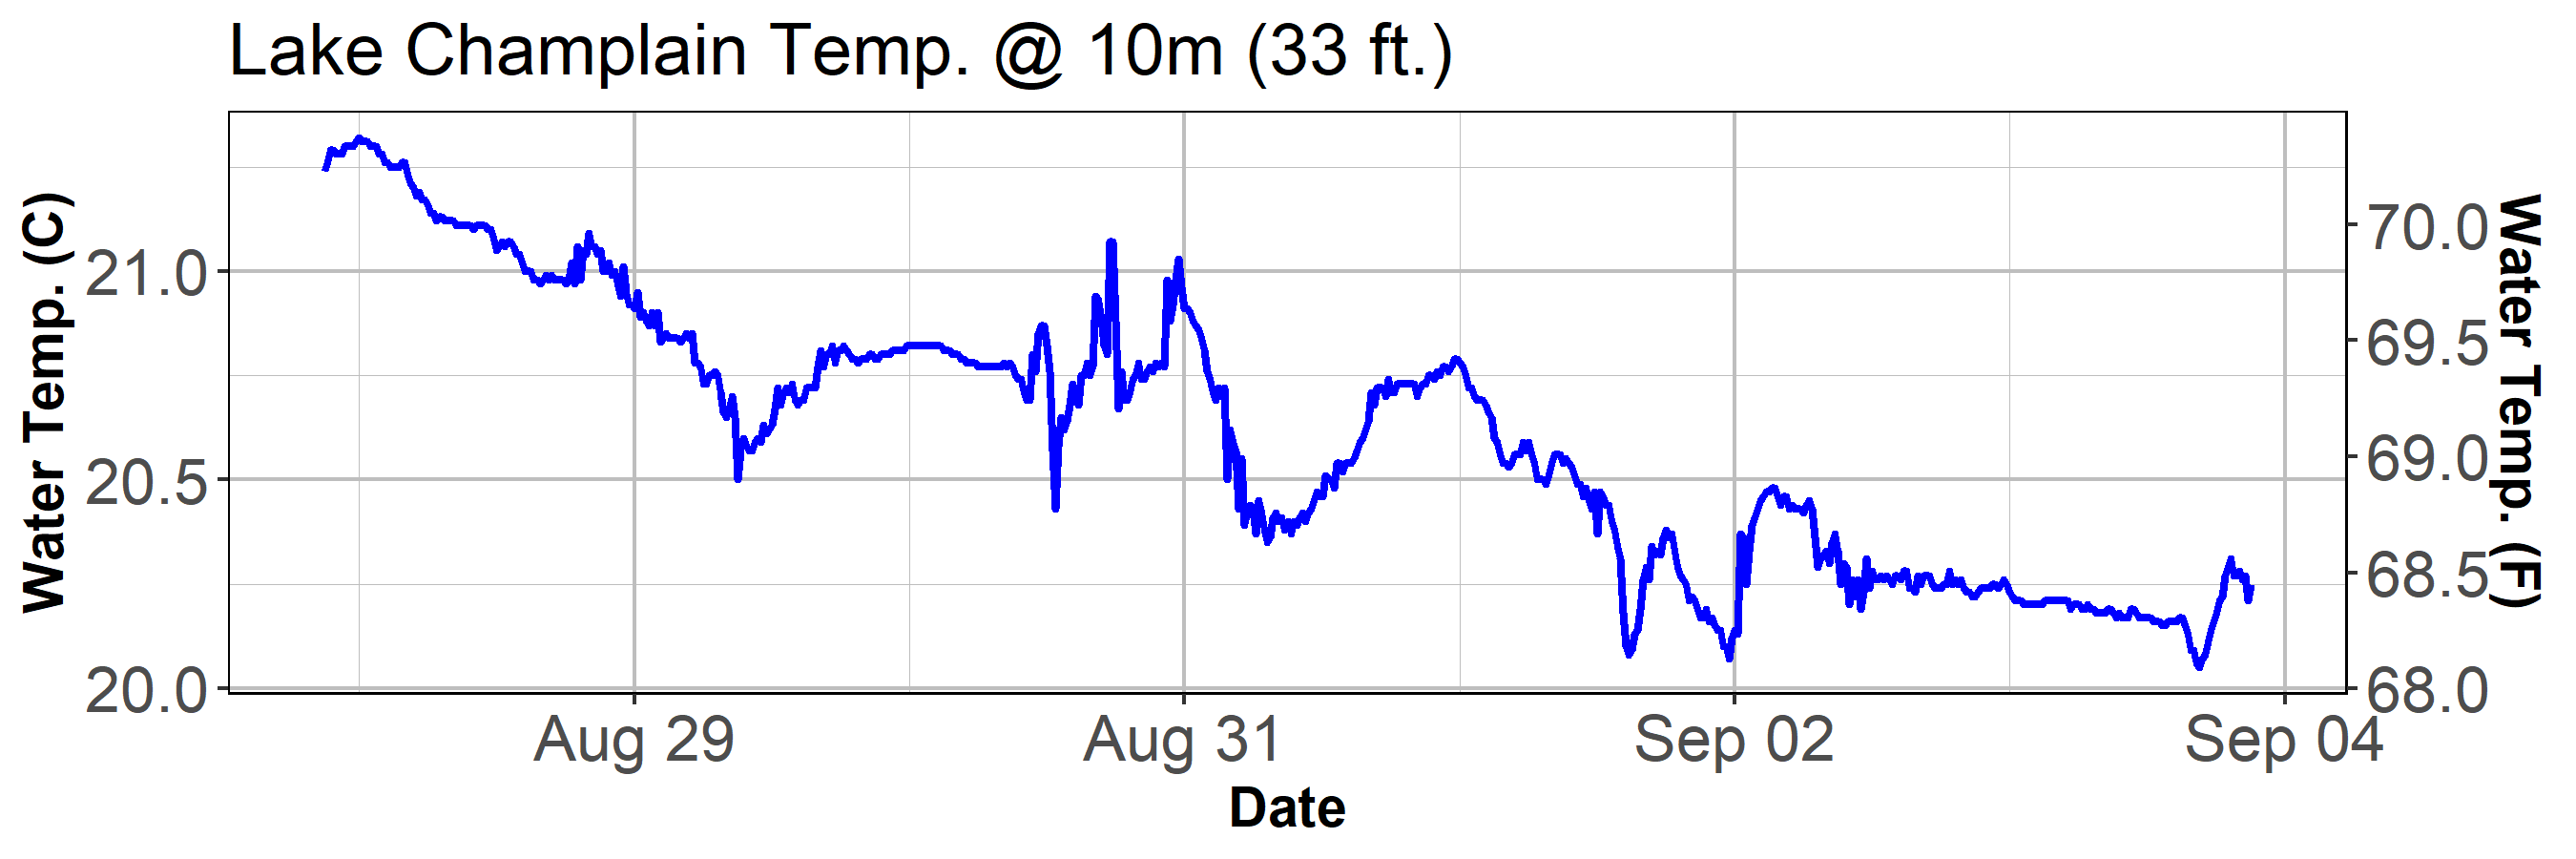 Lake Champlain Temp. @ 10m (33 ft.)
Water Temp. (C)
21.0
20.5
20.0
70.0
69.5
69.0
68.5
68.0
Water Temp. (F)
Aug 29
Aug 31
Sep 02
Sep 04
Date